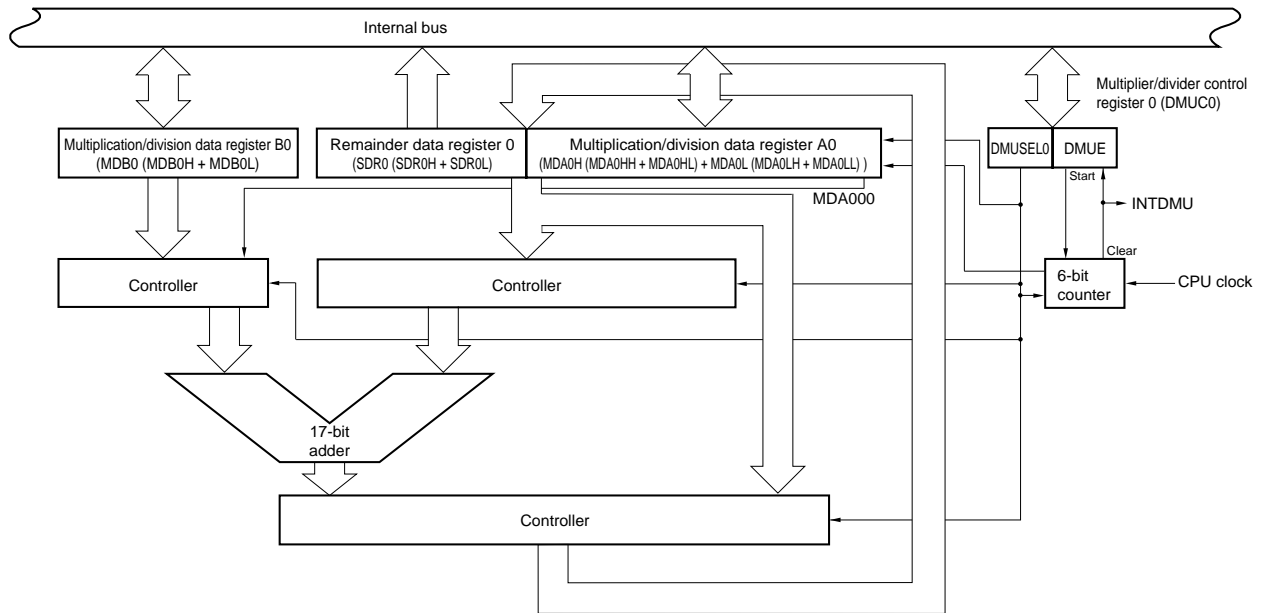 Internal bus
Multiplier/divider control
register 0 (DMUC0)
Multiplication/division data register B0
(MDB0 (MDB0H + MDB0L)
Remainder data register 0
(SDR0 (SDR0H + SDR0L)
Multiplication/division data register A0
(MDA0H (MDA0HH + MDA0HL) + MDA0L (MDA0LH + MDA0LL) )
DMUSEL0
DMUE
MDA000
Start
INTDMU
Clear
Controller
Controller
6-bit
counter
CPU clock
17-bit
adder
Controller